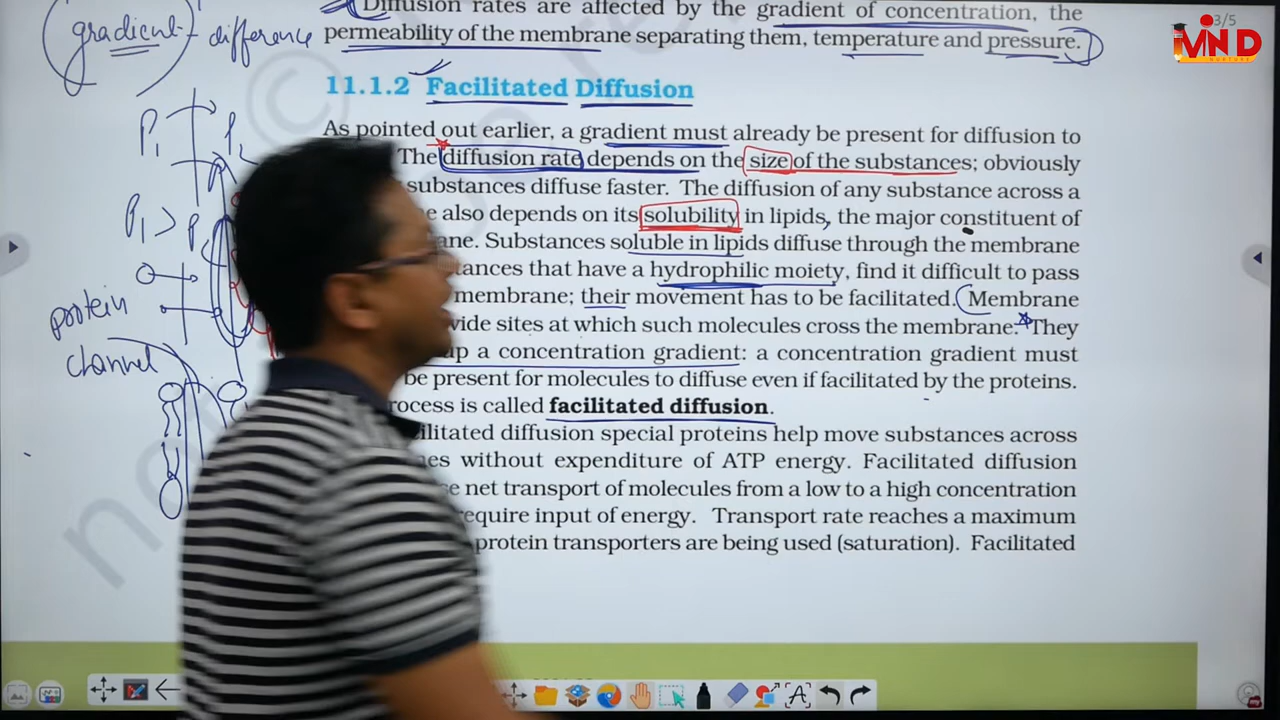 Diffusion rates are affected by the gradient of concentration, the
gradient - difference
permeability of the membrane separating them, temperature and pressure.
3/5
MND
NURTURE
11.1.2 Facilitated Diffusion
As pointed out earlier, a gradient must already be present for diffusion to
The diffusion rate depends on the size of the substances; obviously
substances diffuse faster. The diffusion of any substance across a
also depends on its solubility in lipids, the major constituent of
Substances soluble in lipids diffuse through the membrane
that have a hydrophilic moiety, find it difficult to pass
membrane; their movement has to be facilitated. Membrane
sites at which such molecules cross the membrane. They
up a concentration gradient: a concentration gradient must
be present for molecules to diffuse even if facilitated by the proteins.
process is called facilitated diffusion.
special proteins help move substances across
without expenditure of ATP energy. Facilitated diffusion
net transport of molecules from a low to a high concentration
require input of energy. Transport rate reaches a maximum
protein transporters are being used (saturation). Facilitated
P1
P2
P1 >
protein
channel